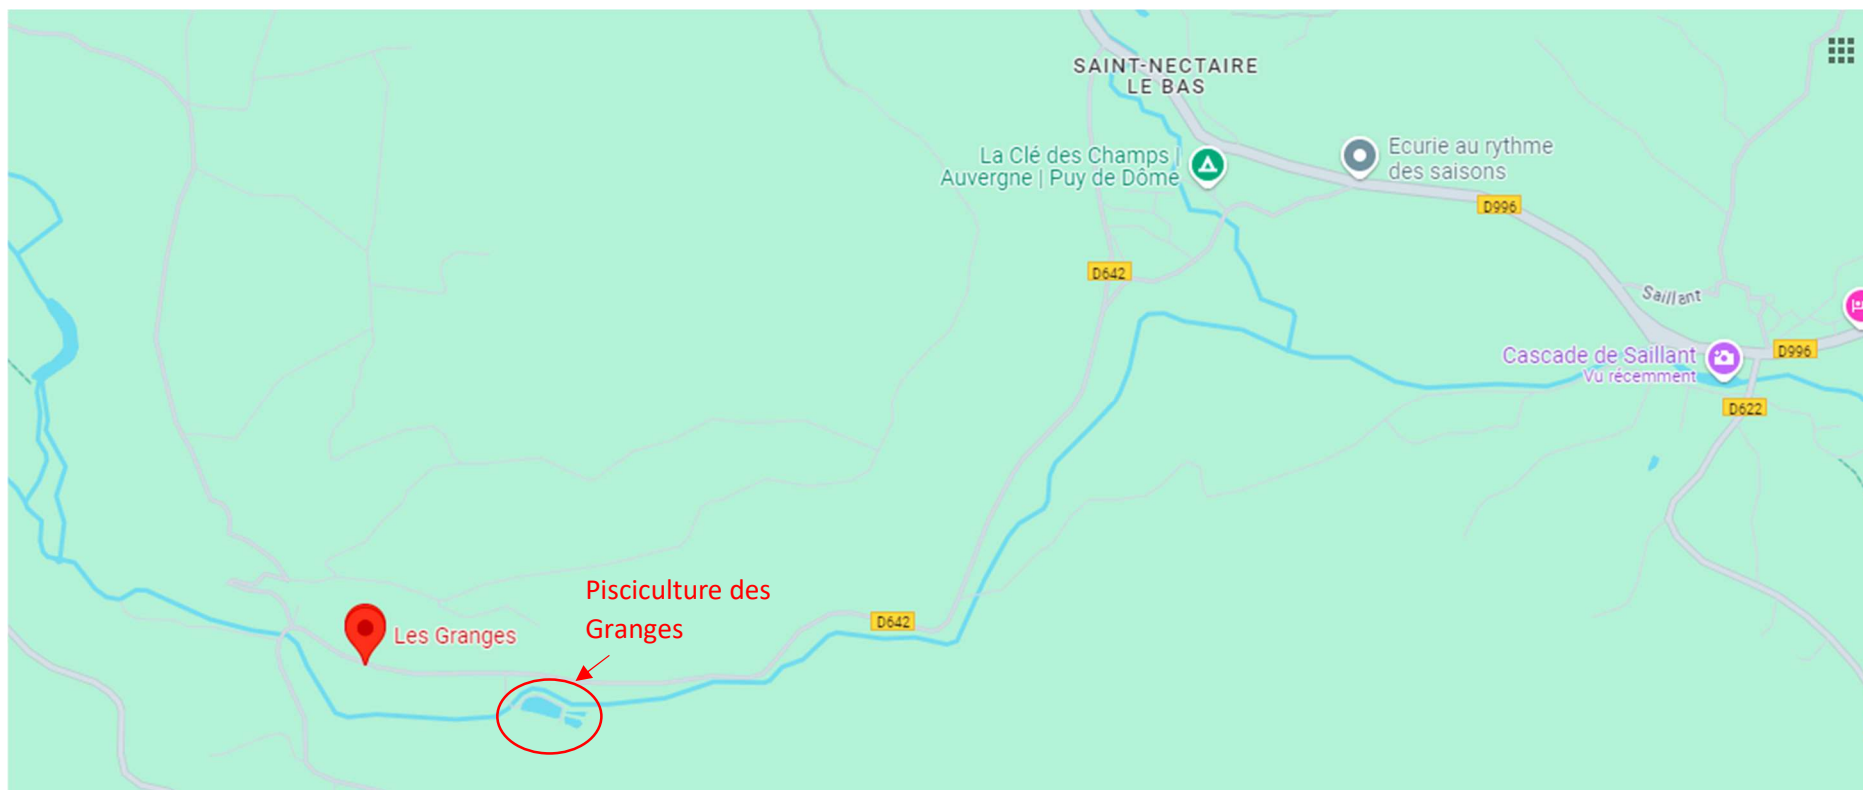 SAINT-NECTAIRE
LE BAS
La Clé des Champs |
Auvergne | Puy de Dôme
Ecurie au rythme
des saisons
D996
D642
Saillant
Cascade de Saillant
Vu récemment
D996
D622
Pisciculture des
Granges
D642
Les Granges